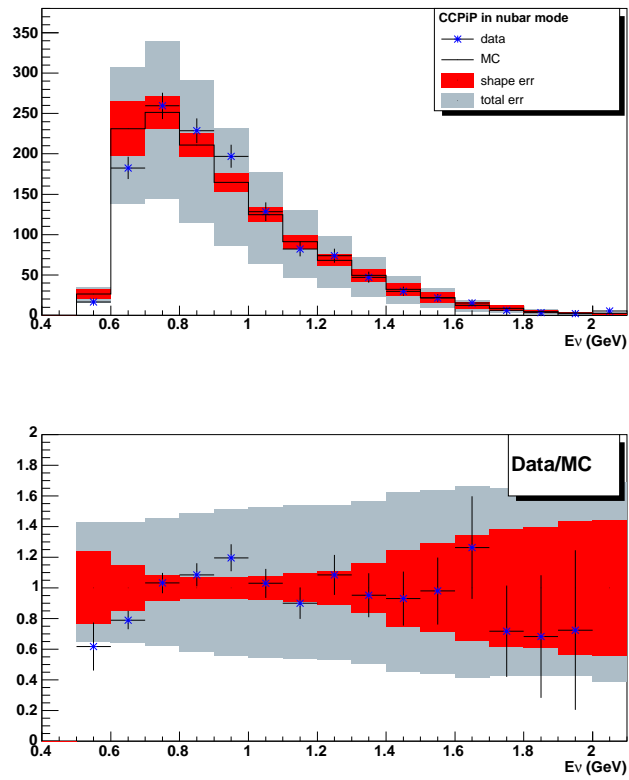 CCPiP in nubar mode
data
MC
shape err
total err
350
300
250
200
150
100
50
0
0.4 0.6 0.8 1 1.2 1.4 1.6 1.8 2
Eν (GeV)
Data/MC
2
1.8
1.6
1.4
1.2
1
0.8
0.6
0.4
0.2
0
0.4 0.6 0.8 1 1.2 1.4 1.6 1.8 2
Eν (GeV)